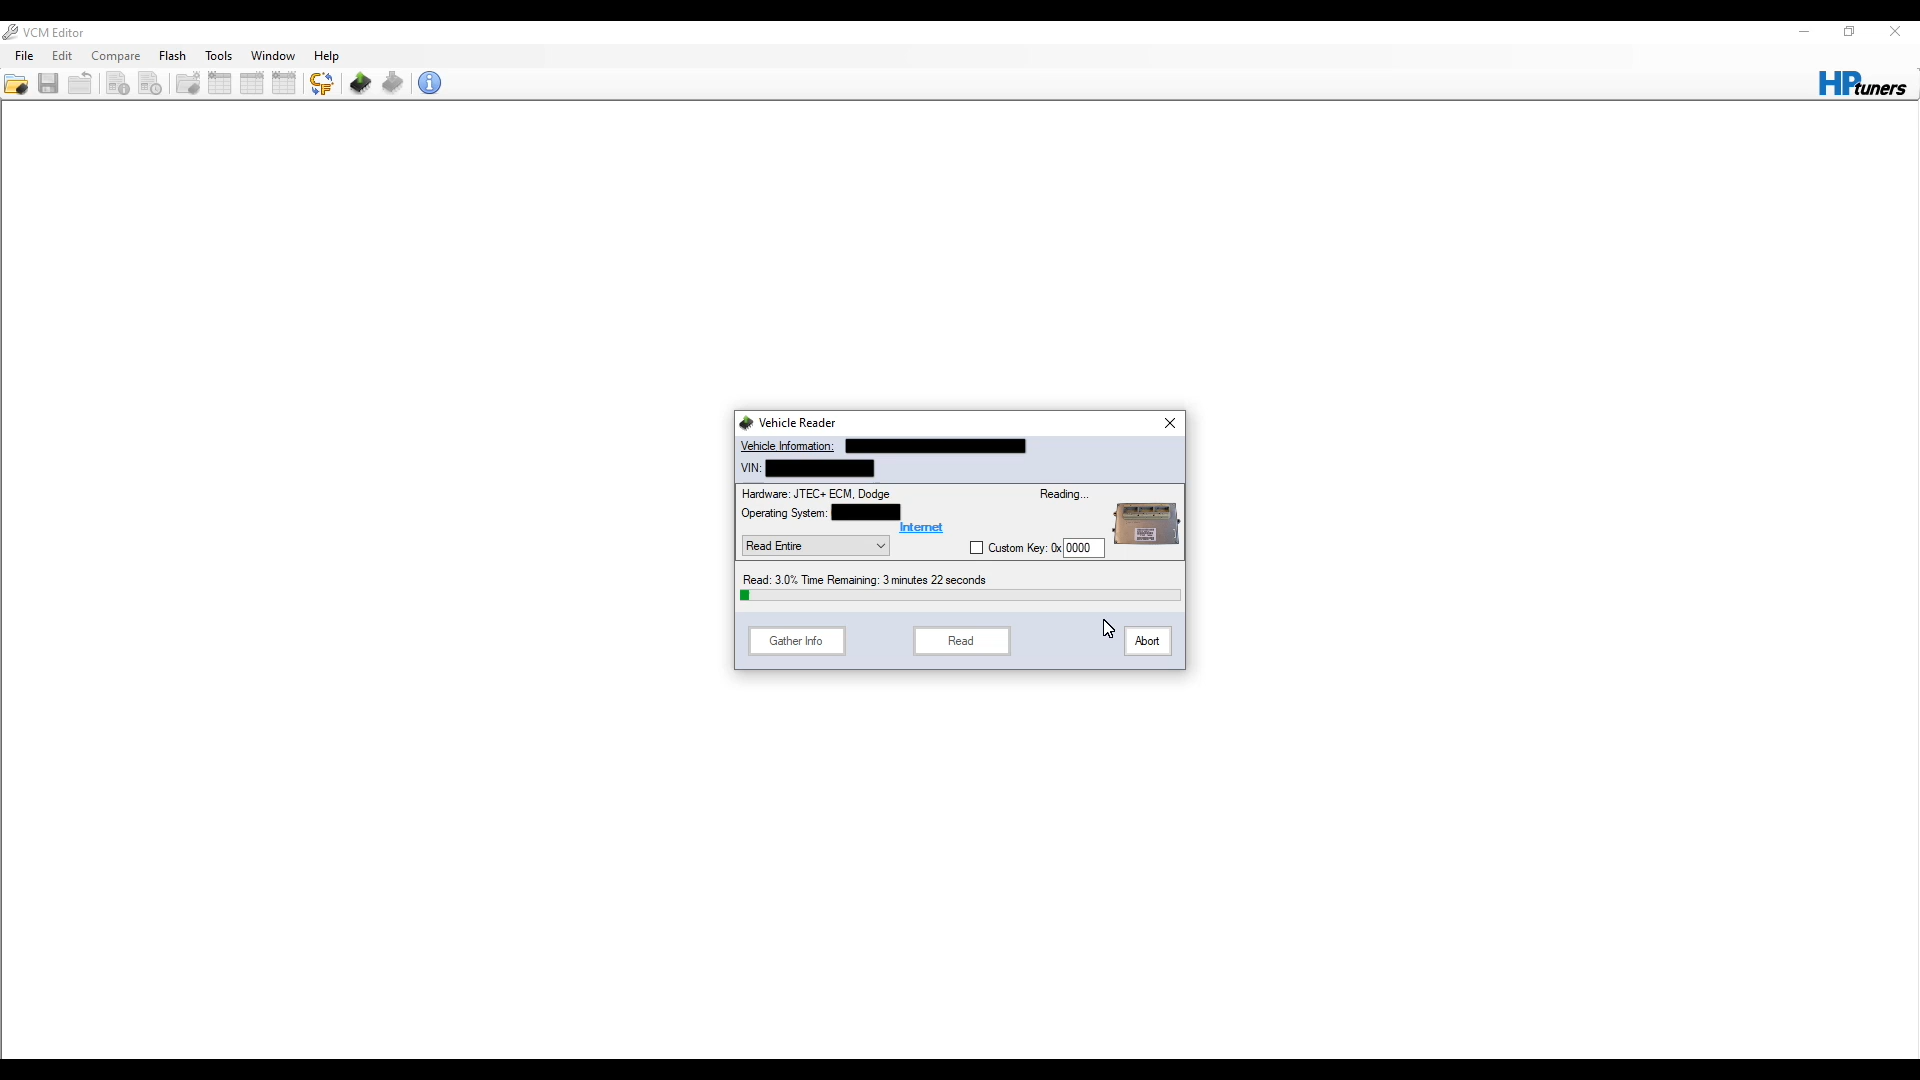 VCM Editor
File Edit Compare Flash Tools Window Help
HPtuners
Vehicle Reader
Vehicle Information:
VIN:
Hardware: JTEC+ ECM, Dodge
Reading...
Operating System:
Internet
Read Entire
Custom Key: 0x 0000
Read: 3.0% Time Remaining: 3 minutes 22 seconds
Gather Info Read Abort